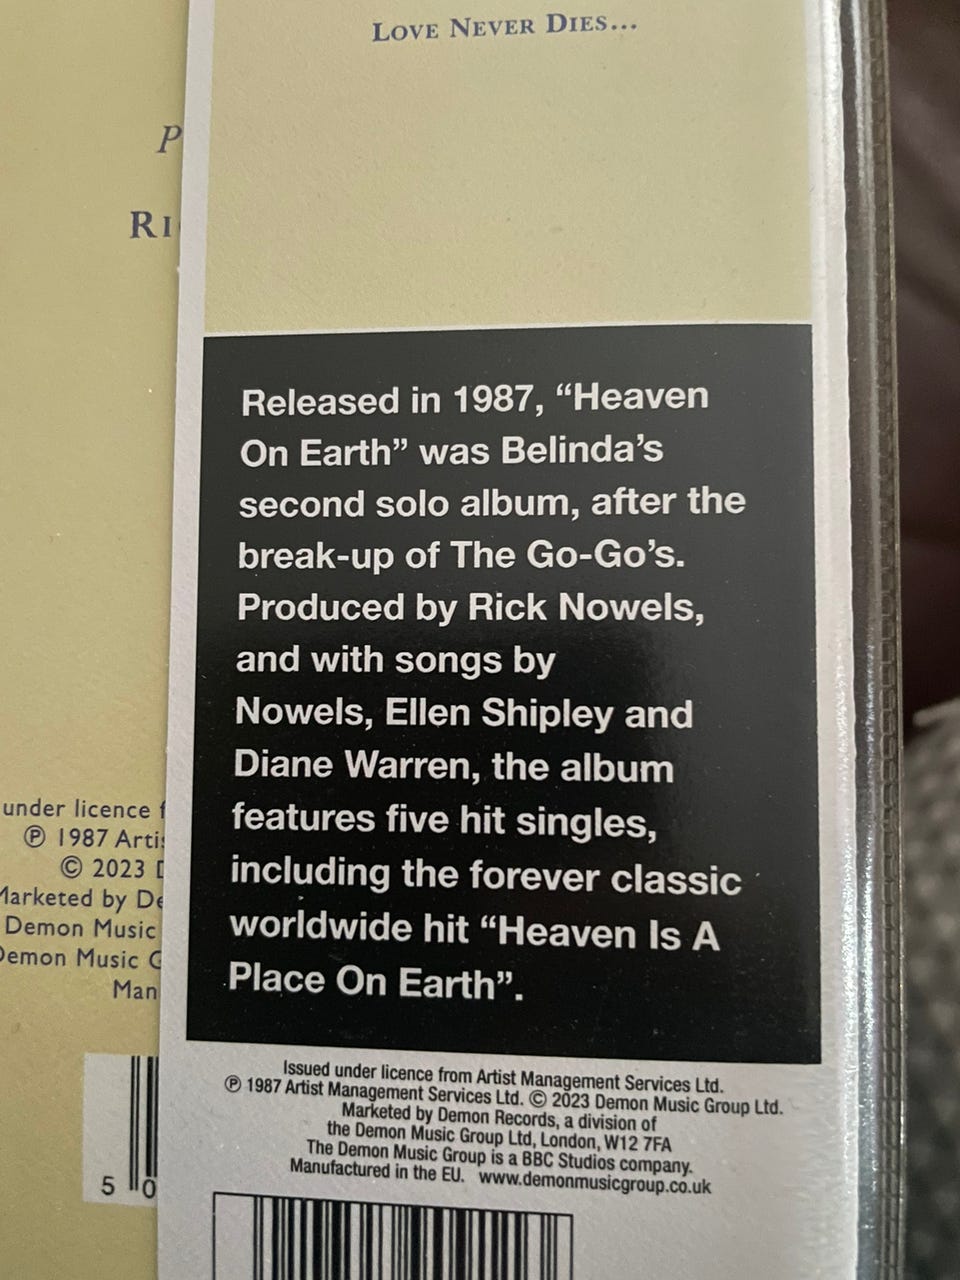 LOVE NEVER DIES...
P
RI
Released in 1987, “Heaven
On Earth” was Belinda’s
second solo album, after the
break-up of The Go-Go’s.
Produced by Rick Nowels,
and with songs by
Nowels, Ellen Shipley and
Diane Warren, the album
features five hit singles,
including the forever classic
worldwide hit “Heaven Is A
Place On Earth”.
under licence
℗ 1987 Arti
© 2023
Marketed by De
Demon Music
Demon Music G
Man
5 0
Issued under licence from Artist Management Services Ltd.
℗ 1987 Artist Management Services Ltd. © 2023 Demon Music Group Ltd.
Marketed by Demon Records, a division of
the Demon Music Group Ltd, London, W12 7FA
The Demon Music Group is a BBC Studios company.
Manufactured in the EU. www.demonmusicgroup.co.uk